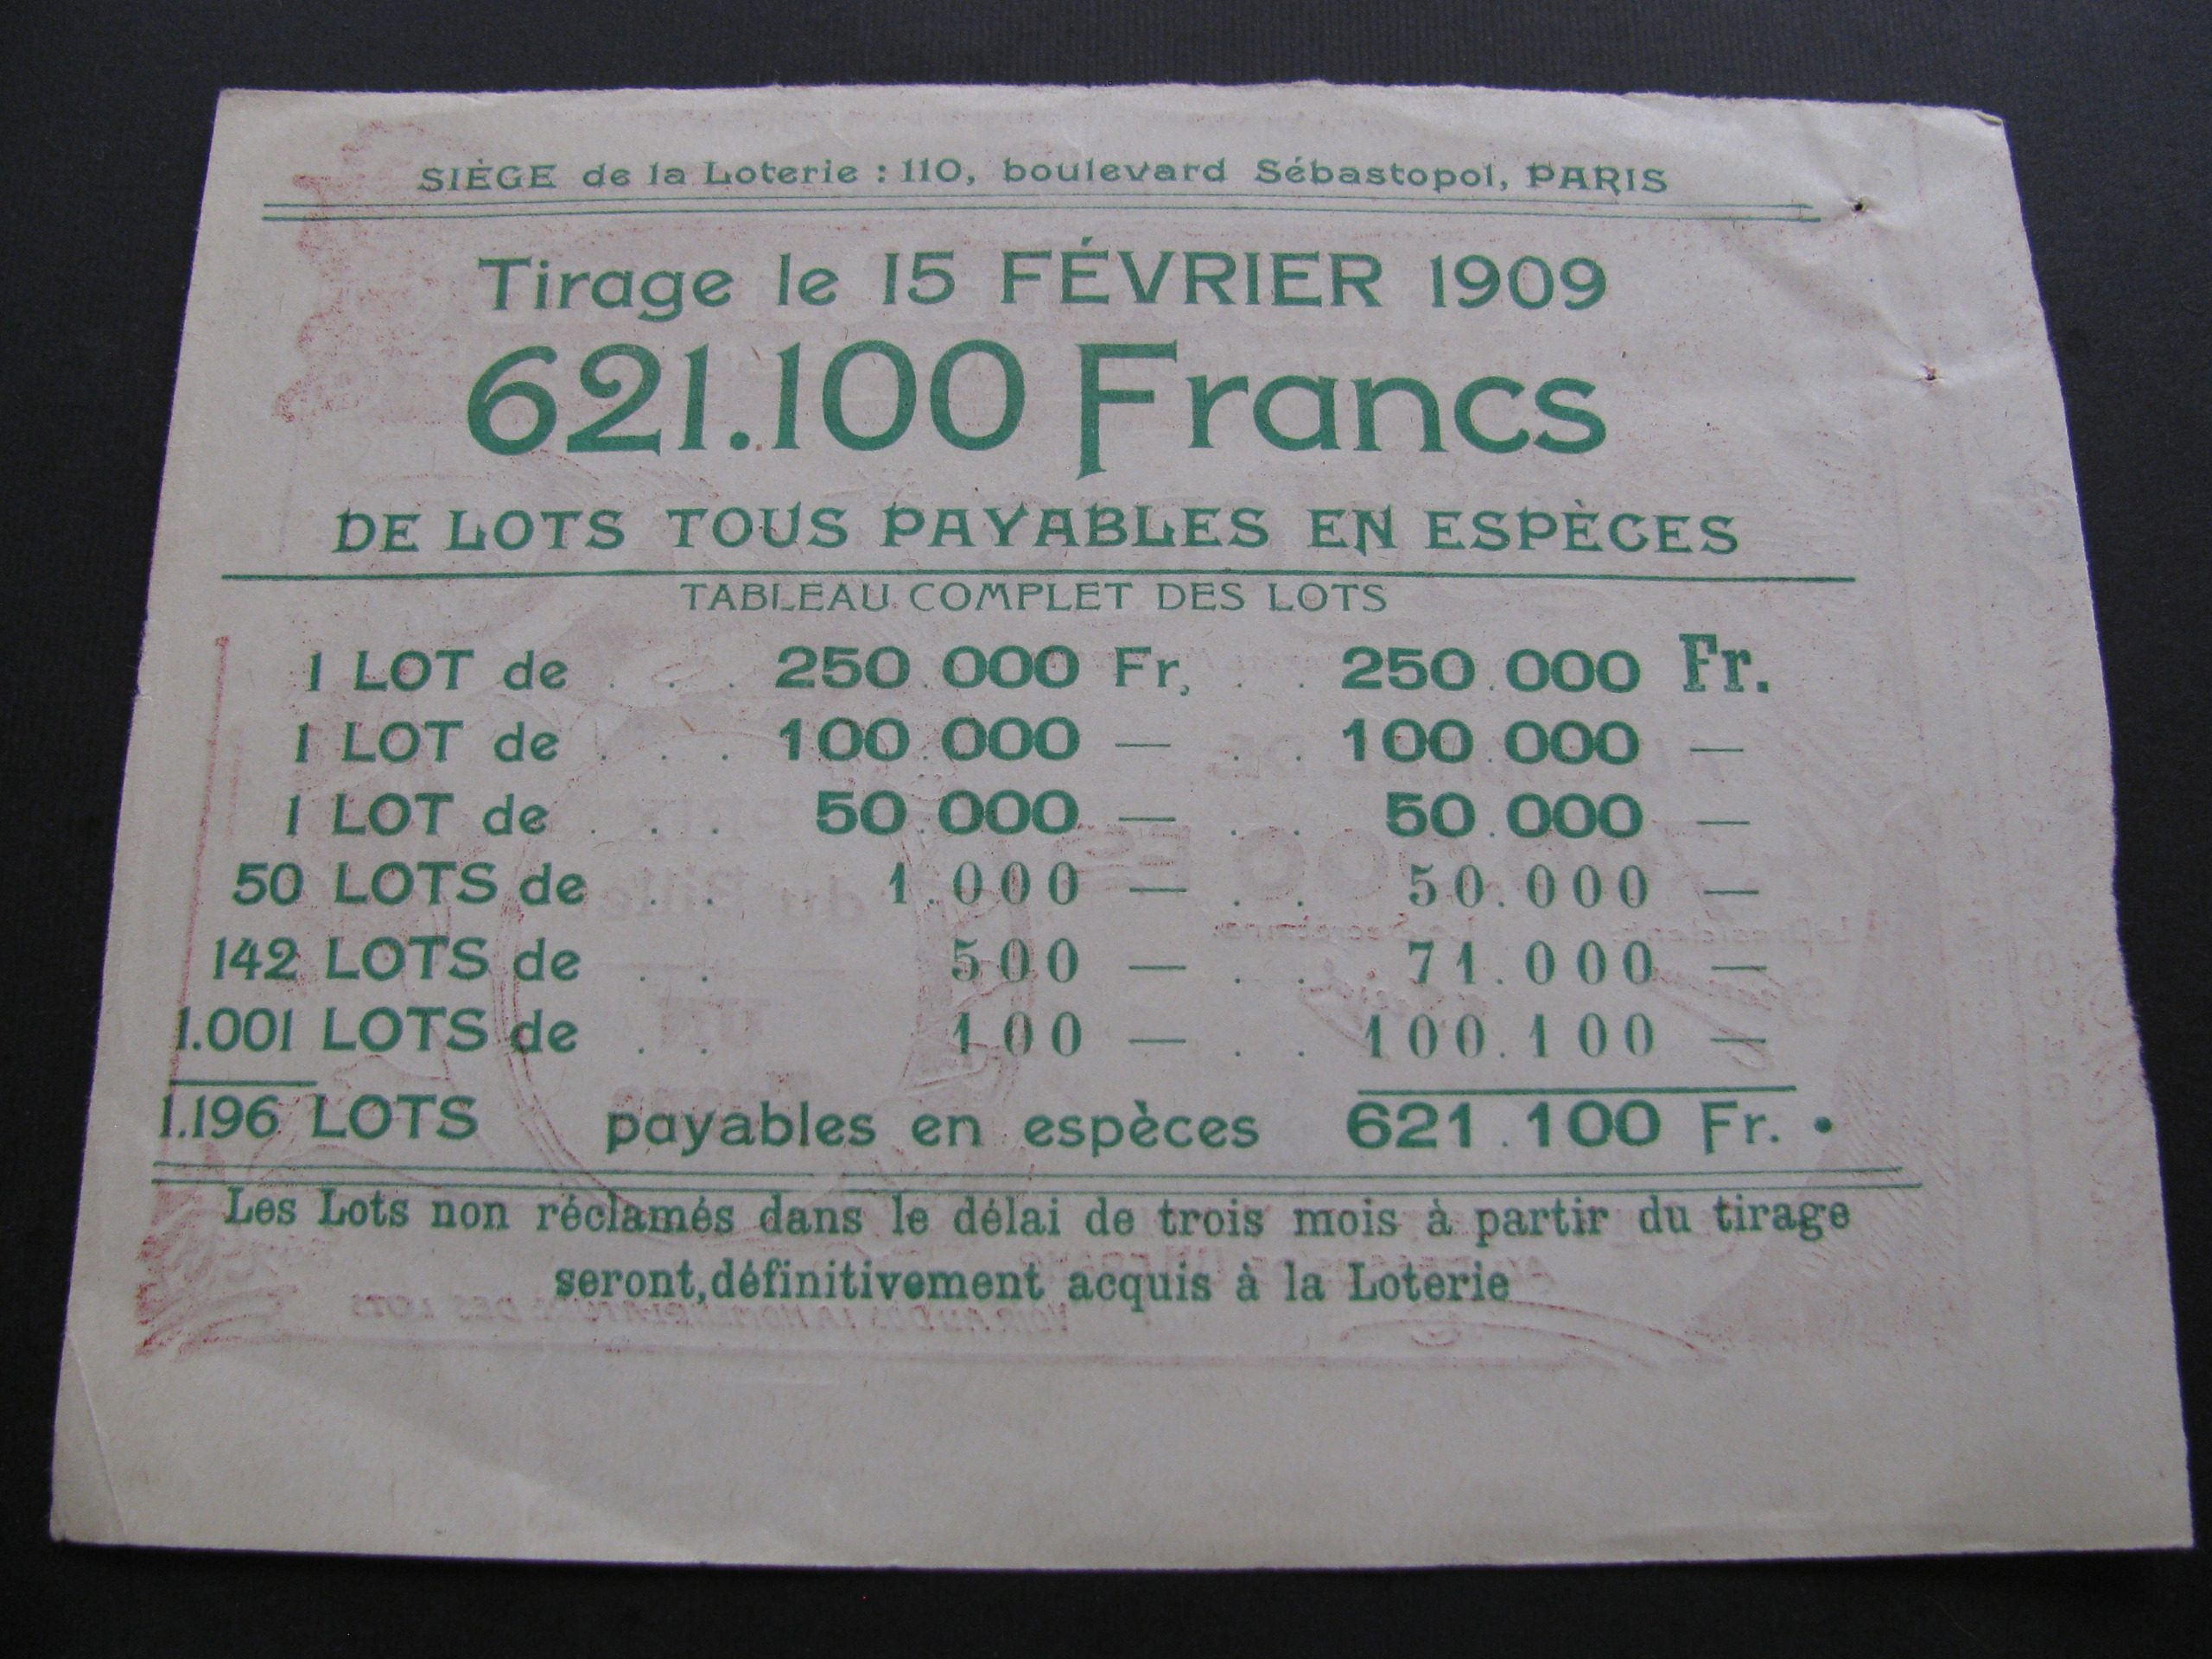 SIÈGE de la Loterie : 110, boulevard Sébastopol, PARIS
Tirage le 15 FÉVRIER 1909
621.100 Francs
DE LOTS TOUS PAYABLES EN ESPÈCES
TABLEAU COMPLET DES LOTS
1 LOT de . . . 250.000 Fr, . . 250.000 Fr.
1 LOT de . . . 100.000 — . . 100.000 —
1 LOT de . . . 50.000 — . . 50.000 —
50 LOTS de . . 1.000 — . . 50.000 —
142 LOTS de . . 500 — . . 71.000 —
1.001 LOTS de . . 100 — . . 100.100 —
1.196 LOTS payables en espèces 621.100 Fr. •
Les Lots non réclamés dans le délai de trois mois à partir du tirage
seront,définitivement acquis à la Loterie